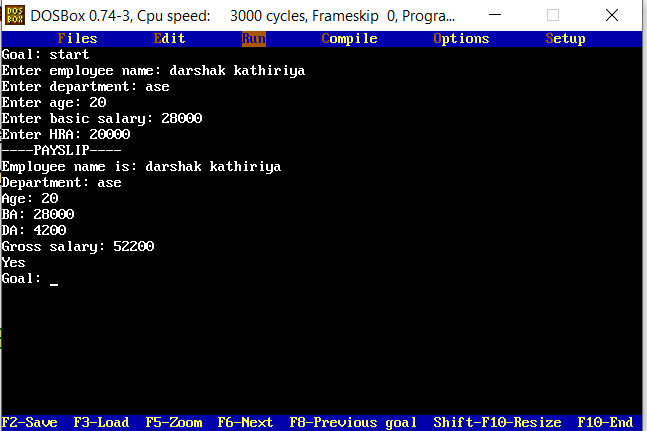 DOS
BOX
DOSBox 0.74-3, Cpu speed: 3000 cycles, Frameskip 0, Progra...
Files Edit Run Compile Options Setup
Goal: start
Enter employee name: darshak kathiriya
Enter department: ase
Enter age: 20
Enter basic salary: 28000
Enter HRA: 20000
----PAYSLIP----
Employee name is: darshak kathiriya
Department: ase
Age: 20
BA: 28000
DA: 4200
Gross salary: 52200
Yes
Goal: _
F2-Save F3-Load F5-Zoom F6-Next F8-Previous goal Shift-F10-Resize F10-End